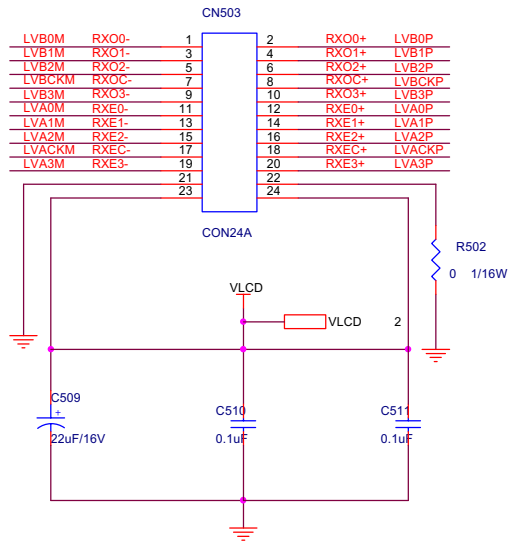 CN503
LVB0M RXO0- 1 2 RXO0+ LVB0P
LVB1M RXO1- 3 4 RXO1+ LVB1P
LVB2M RXO2- 5 6 RXO2+ LVB2P
LVBCKM RXOC- 7 8 RXOC+ LVBCKP
LVB3M RXO3- 9 10 RXO3+ LVB3P
LVA0M RXE0- 11 12 RXE0+ LVA0P
LVA1M RXE1- 13 14 RXE1+ LVA1P
LVA2M RXE2- 15 16 RXE2+ LVA2P
LVACKM RXEC- 17 18 RXEC+ LVACKP
LVA3M RXE3- 19 20 RXE3+ LVA3P
21 22
23 24
CON24A
R502
0 1/16W
VLCD
VLCD 2
C509
+
22uF/16V
C510
0.1uF
C511
0.1uF